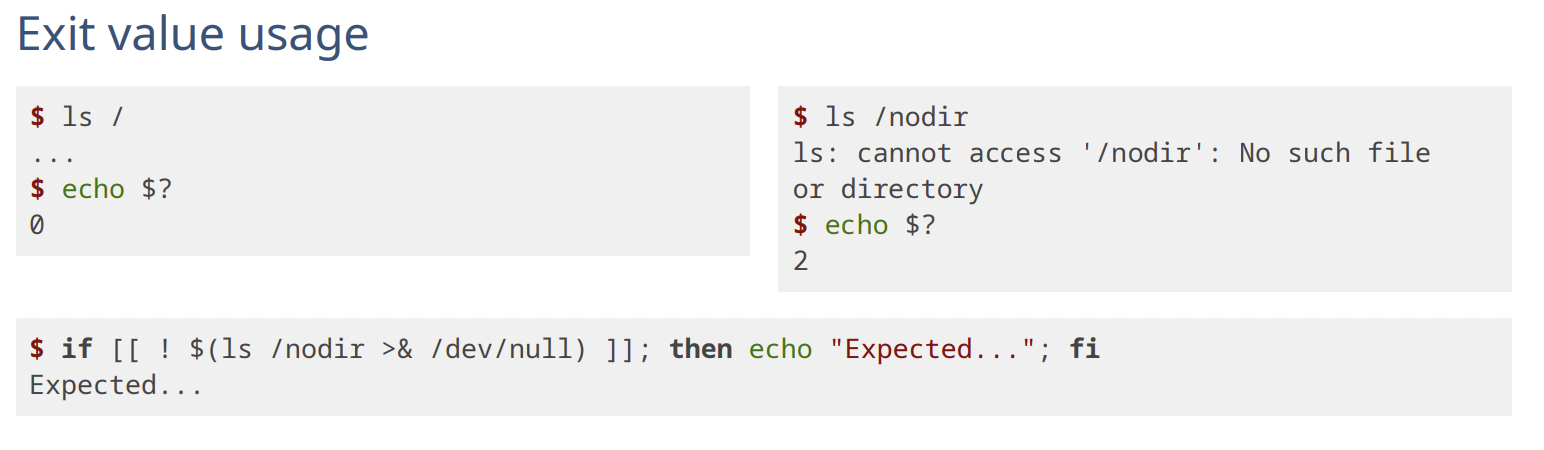 Exit value usage
$ ls /
...
$ echo $?
0
$ ls /nodir
ls: cannot access '/nodir': No such file
or directory
$ echo $?
2
$ if [[ ! $(ls /nodir >& /dev/null) ]]; then echo "Expected..."; fi
Expected...